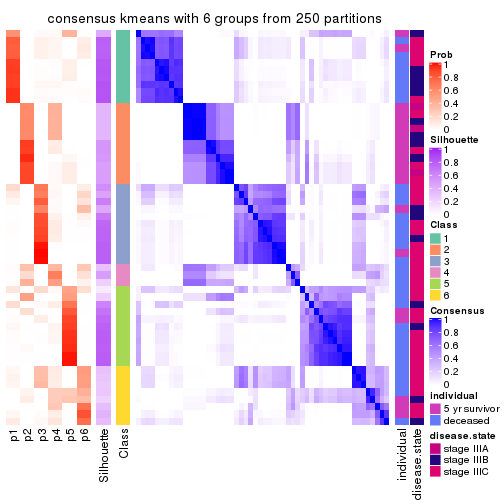 consensus kmeans with 6 groups from 250 partitions
Prob
1
0.8
0.6
0.4
0.2
0
Silhouette
1
0.8
0.6
0.4
0.2
0
Class
1
2
3
4
5
6
Consensus
1
0.8
0.6
0.4
0.2
0
individual
5 yr survivor
deceased
disease.state
stage IIIA
stage IIIB
stage IIIC
p1
p2
p3
p4
p5
p6
Silhouette
Class
individual
disease.state